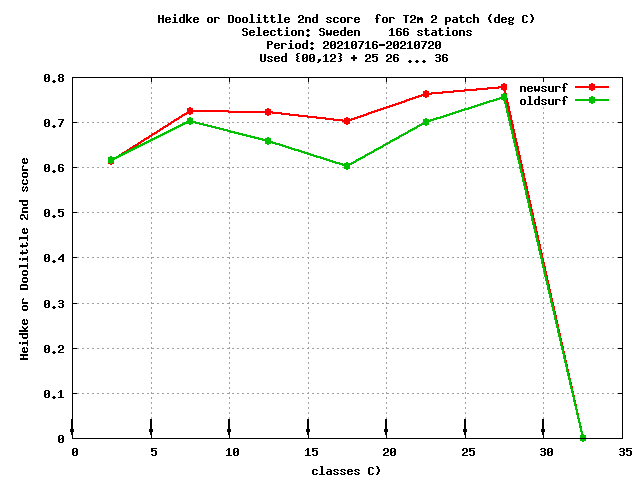 Heidke or Doolittle 2nd score  for T2m 2 patch (deg C)
Selection: Sweden    166 stations
Period: 20210716-20210720
Used {00,12} + 25 26 ... 36
newsurf
oldsurf
Heidke or Doolittle 2nd score
0.8
0.7
0.6
0.5
0.4
0.3
0.2
0.1
0
0 5 10 15 20 25 30 35
classes C)